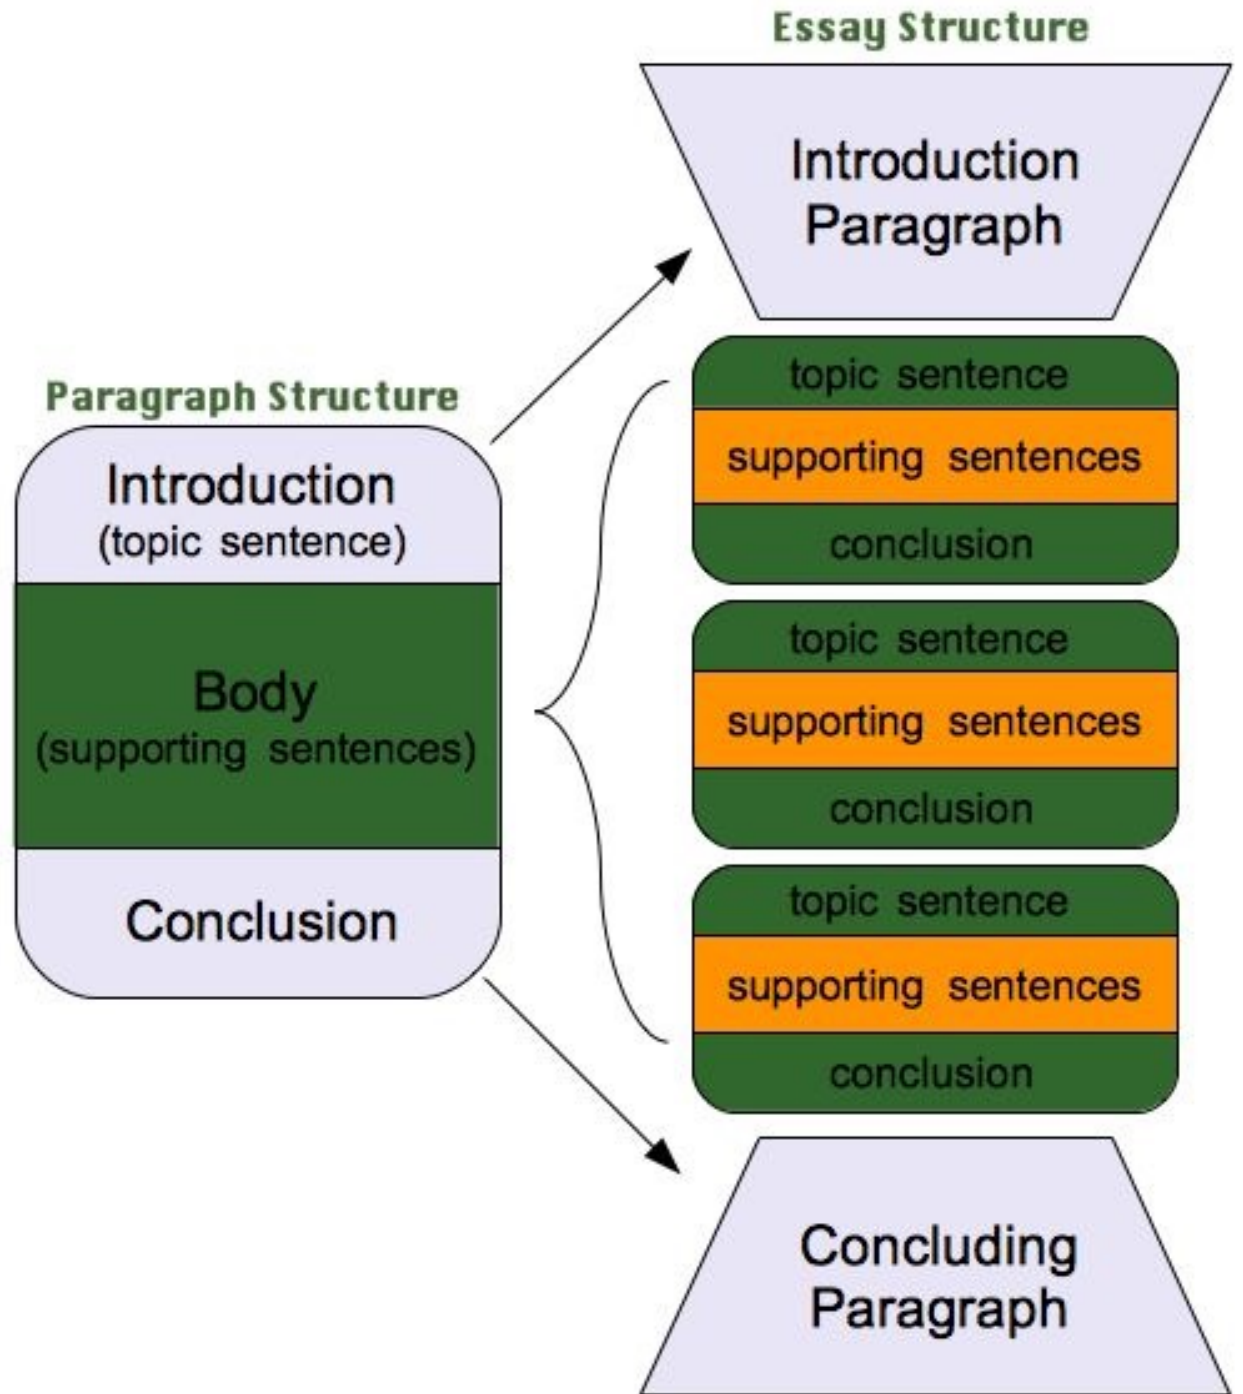 Essay Structure
Introduction
Paragraph
topic sentence
supporting sentences
conclusion
topic sentence
supporting sentences
conclusion
topic sentence
supporting sentences
conclusion
Concluding
Paragraph
Paragraph Structure
Introduction
(topic sentence)
Body
(supporting sentences)
Conclusion